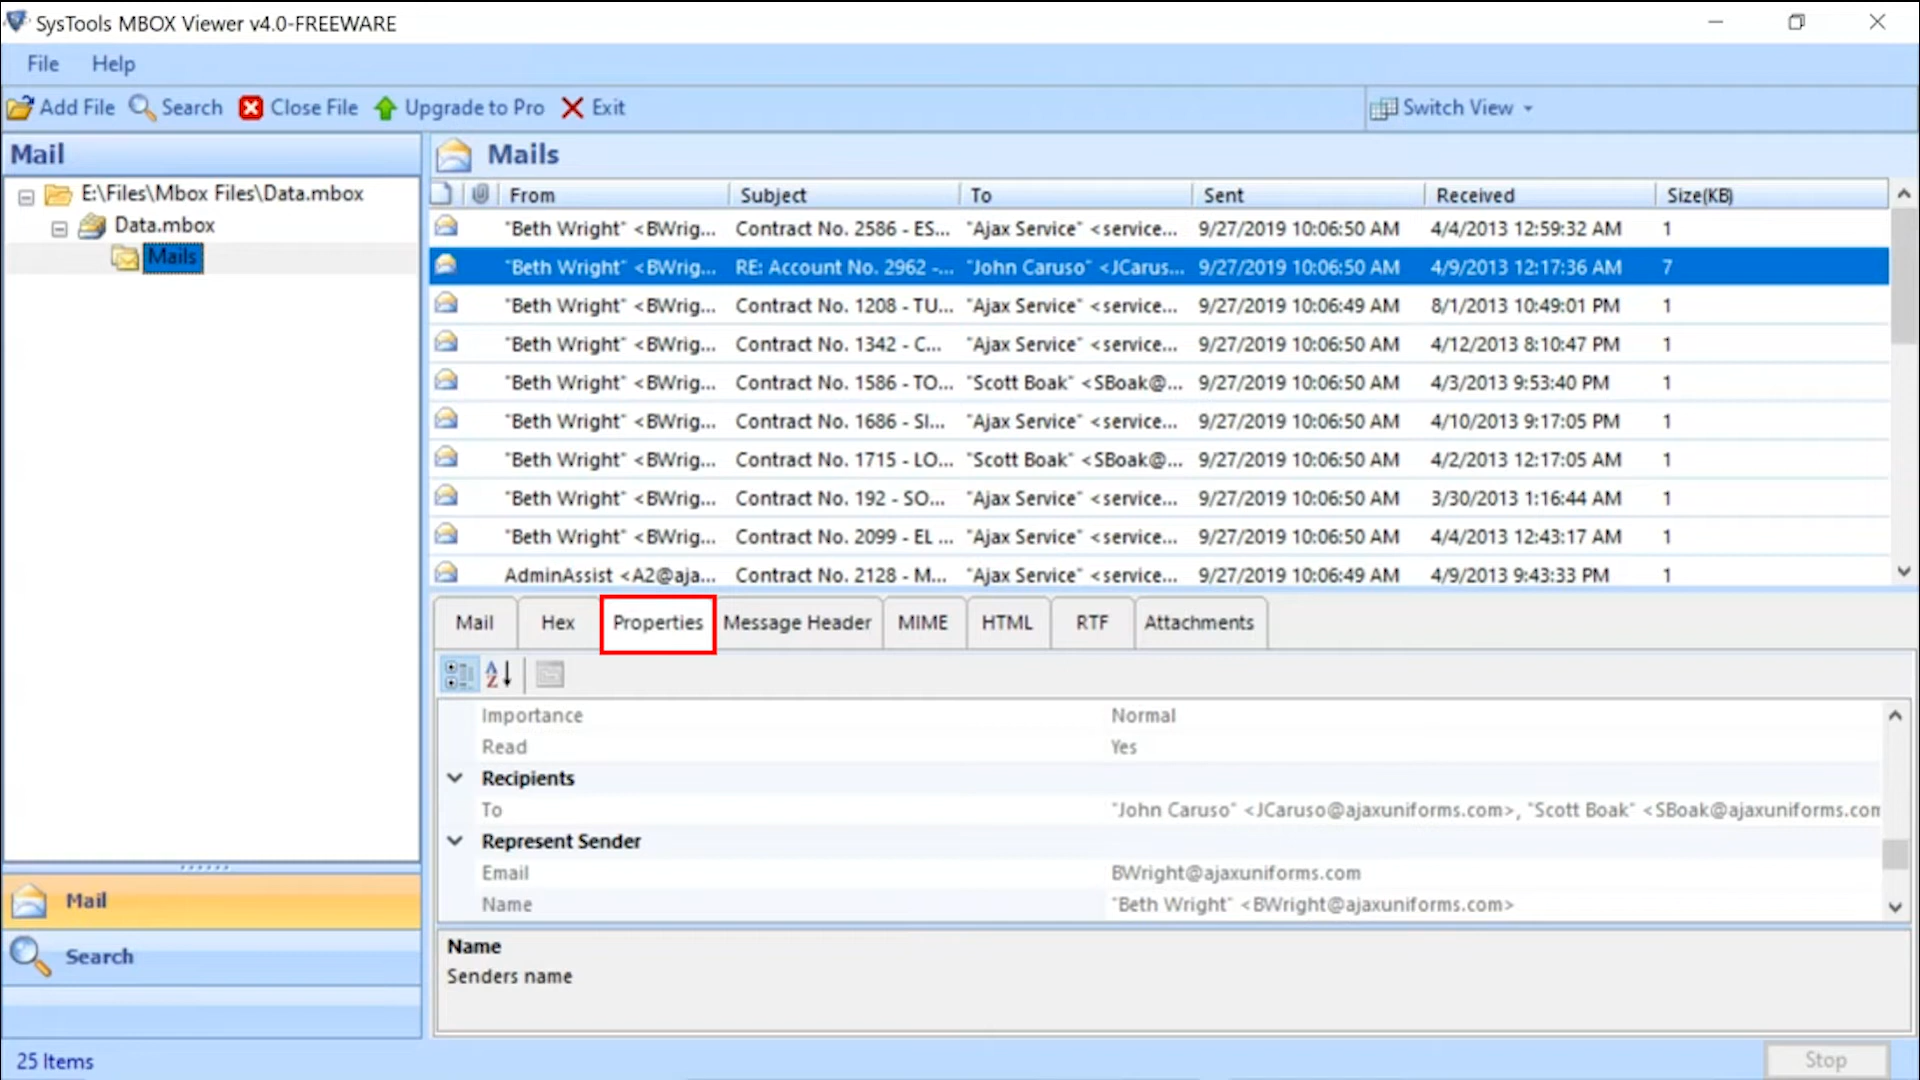 SysTools MBOX Viewer v4.0-FREEWARE
File Help
Add File Search Close File Upgrade to Pro Exit Switch View
Mail
E:\Files\Mbox Files\Data.mbox
Data.mbox
Mails
Mails
From Subject To Sent Received Size(KB)
"Beth Wright" <BWrig... Contract No. 2586 - ES... "Ajax Service" <service... 9/27/2019 10:06:50 AM 4/4/2013 12:59:32 AM 1
"Beth Wright" <BWrig... RE: Account No. 2962 -... "John Caruso" <JCarus... 9/27/2019 10:06:50 AM 4/9/2013 12:17:36 AM 7
"Beth Wright" <BWrig... Contract No. 1208 - TU... "Ajax Service" <service... 9/27/2019 10:06:49 AM 8/1/2013 10:49:01 PM 1
"Beth Wright" <BWrig... Contract No. 1342 - C... "Ajax Service" <service... 9/27/2019 10:06:50 AM 4/12/2013 8:10:47 PM 1
"Beth Wright" <BWrig... Contract No. 1586 - TO... "Scott Boak" <SBoak@... 9/27/2019 10:06:50 AM 4/3/2013 9:53:40 PM 1
"Beth Wright" <BWrig... Contract No. 1686 - SI... "Ajax Service" <service... 9/27/2019 10:06:50 AM 4/10/2013 9:17:05 PM 1
"Beth Wright" <BWrig... Contract No. 1715 - LO... "Scott Boak" <SBoak@... 9/27/2019 10:06:50 AM 4/2/2013 12:17:05 AM 1
"Beth Wright" <BWrig... Contract No. 192 - SO... "Ajax Service" <service... 9/27/2019 10:06:50 AM 3/30/2013 1:16:44 AM 1
"Beth Wright" <BWrig... Contract No. 2099 - EL ... "Ajax Service" <service... 9/27/2019 10:06:50 AM 4/4/2013 12:43:17 AM 1
AdminAssist <A2@aja... Contract No. 2128 - M... "Ajax Service" <service... 9/27/2019 10:06:49 AM 4/9/2013 9:43:33 PM 1
Mail Hex Properties Message Header MIME HTML RTF Attachments
Importance Normal
Read Yes
Recipients
To "John Caruso" <JCaruso@ajaxuniforms.com>, "Scott Boak" <SBoak@ajaxuniforms.com
Represent Sender
Email BWright@ajaxuniforms.com
Name "Beth Wright" <BWright@ajaxuniforms.com>
Name
Senders name
Mail
Search
25 Items
Stop